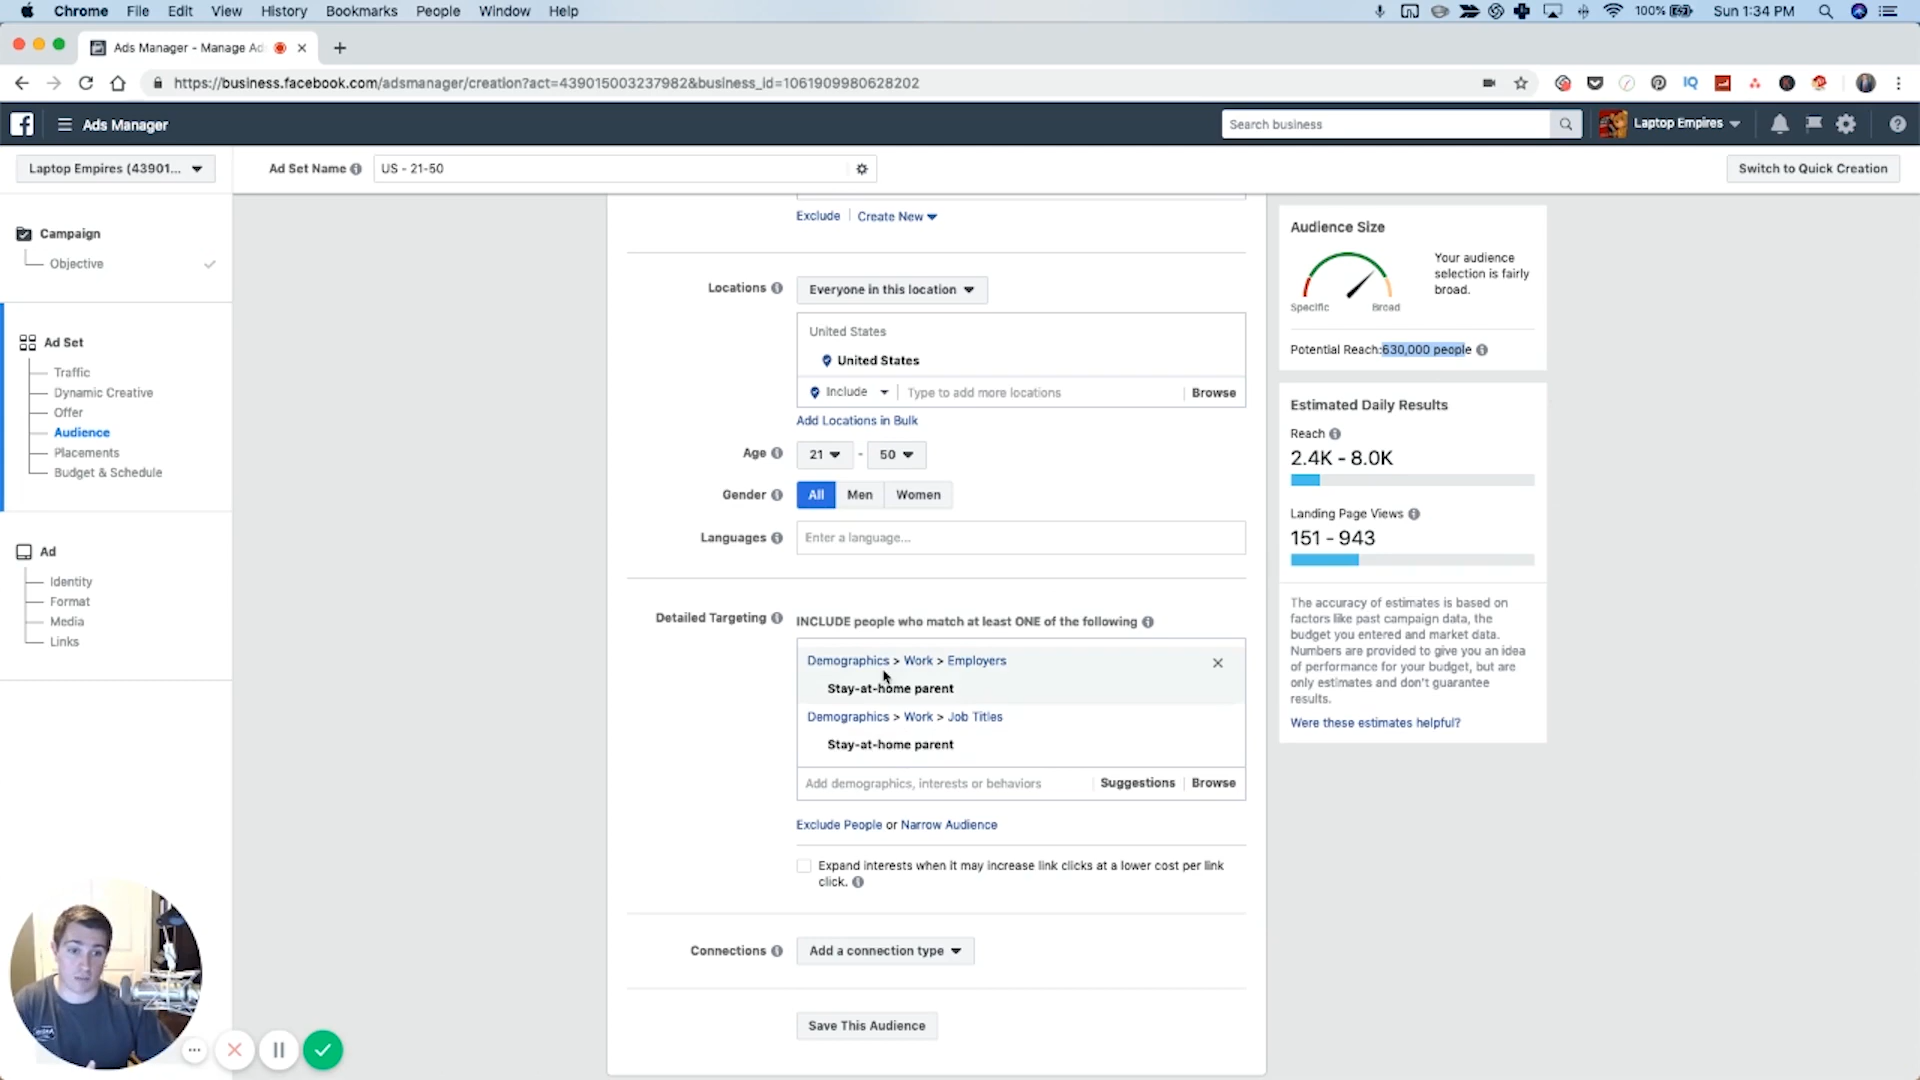 Chrome File Edit View History Bookmarks People Window Help 100% Sun 1:34 PM
Ads Manager - Manage Ad
https://business.facebook.com/adsmanager/creation?act=439015003237982&business_id=1061909980628202
Ads Manager Search business Laptop Empires
Laptop Empires (43901... Ad Set Name US - 21-50 Switch to Quick Creation
Campaign
Objective
Ad Set
Traffic
Dynamic Creative
Offer
Audience
Placements
Budget & Schedule
Ad
Identity
Format
Media
Links
Exclude Create New
Locations Everyone in this location
United States
United States
Include Type to add more locations Browse
Add Locations in Bulk
Age 21 - 50
Gender All Men Women
Languages Enter a language...
Detailed Targeting INCLUDE people who match at least ONE of the following
Demographics > Work > Employers
Stay-at-home parent
Demographics > Work > Job Titles
Stay-at-home parent
Add demographics, interests or behaviors Suggestions Browse
Exclude People or Narrow Audience
Expand interests when it may increase link clicks at a lower cost per link
click.
Connections Add a connection type
Save This Audience
Audience Size
Your audience
selection is fairly
broad.
Specific Broad
Potential Reach:630,000 people
Estimated Daily Results
Reach
2.4K - 8.0K
Landing Page Views
151 - 943
The accuracy of estimates is based on
factors like past campaign data, the
budget you entered and market data.
Numbers are provided to give you an idea
of performance for your budget, but are
only estimates and don't guarantee
results.
Were these estimates helpful?